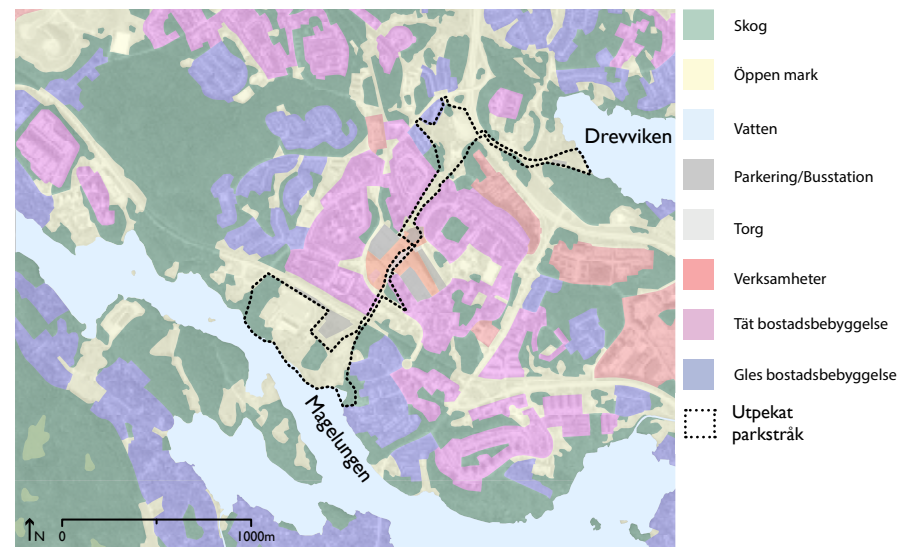 Skog
Öppen mark
Vatten
Parkering/Busstation
Torg
Verksamheter
Tät bostadsbebyggelse
Gles bostadsbebyggelse
Utpekat
parkstråk
Drevviken
Magelungen
N
0
1000m